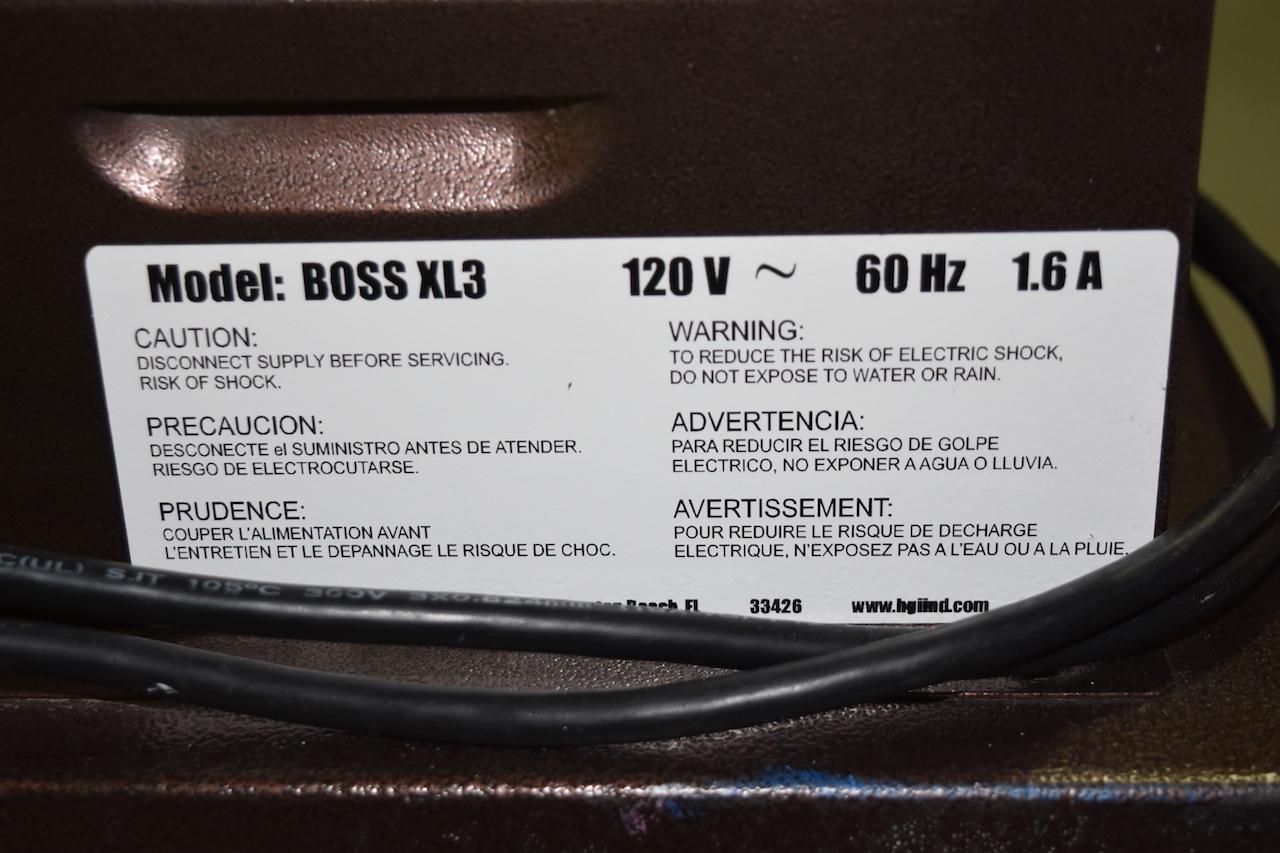 Model: BOSS XL3 120 V ~ 60 Hz 1.6 A
CAUTION:
DISCONNECT SUPPLY BEFORE SERVICING.
RISK OF SHOCK.
PRECAUCION:
DESCONECTE el SUMINISTRO ANTES DE ATENDER.
RIESGO DE ELECTROCUTARSE.
PRUDENCE:
COUPER L'ALIMENTATION AVANT
L'ENTRETIEN ET LE DEPANNAGE LE RISQUE DE CHOC.
WARNING:
TO REDUCE THE RISK OF ELECTRIC SHOCK,
DO NOT EXPOSE TO WATER OR RAIN.
ADVERTENCIA:
PARA REDUCIR EL RIESGO DE GOLPE
ELECTRICO, NO EXPONER A AGUA O LLUVIA.
AVERTISSEMENT:
POUR REDUIRE LE RISQUE DE DECHARGE
ELECTRIQUE, N'EXPOSEZ PAS A L'EAU OU A LA PLUIE.
Beach, FL 33426 www.hgiind.com
C(UL) SJT 105°C 300V